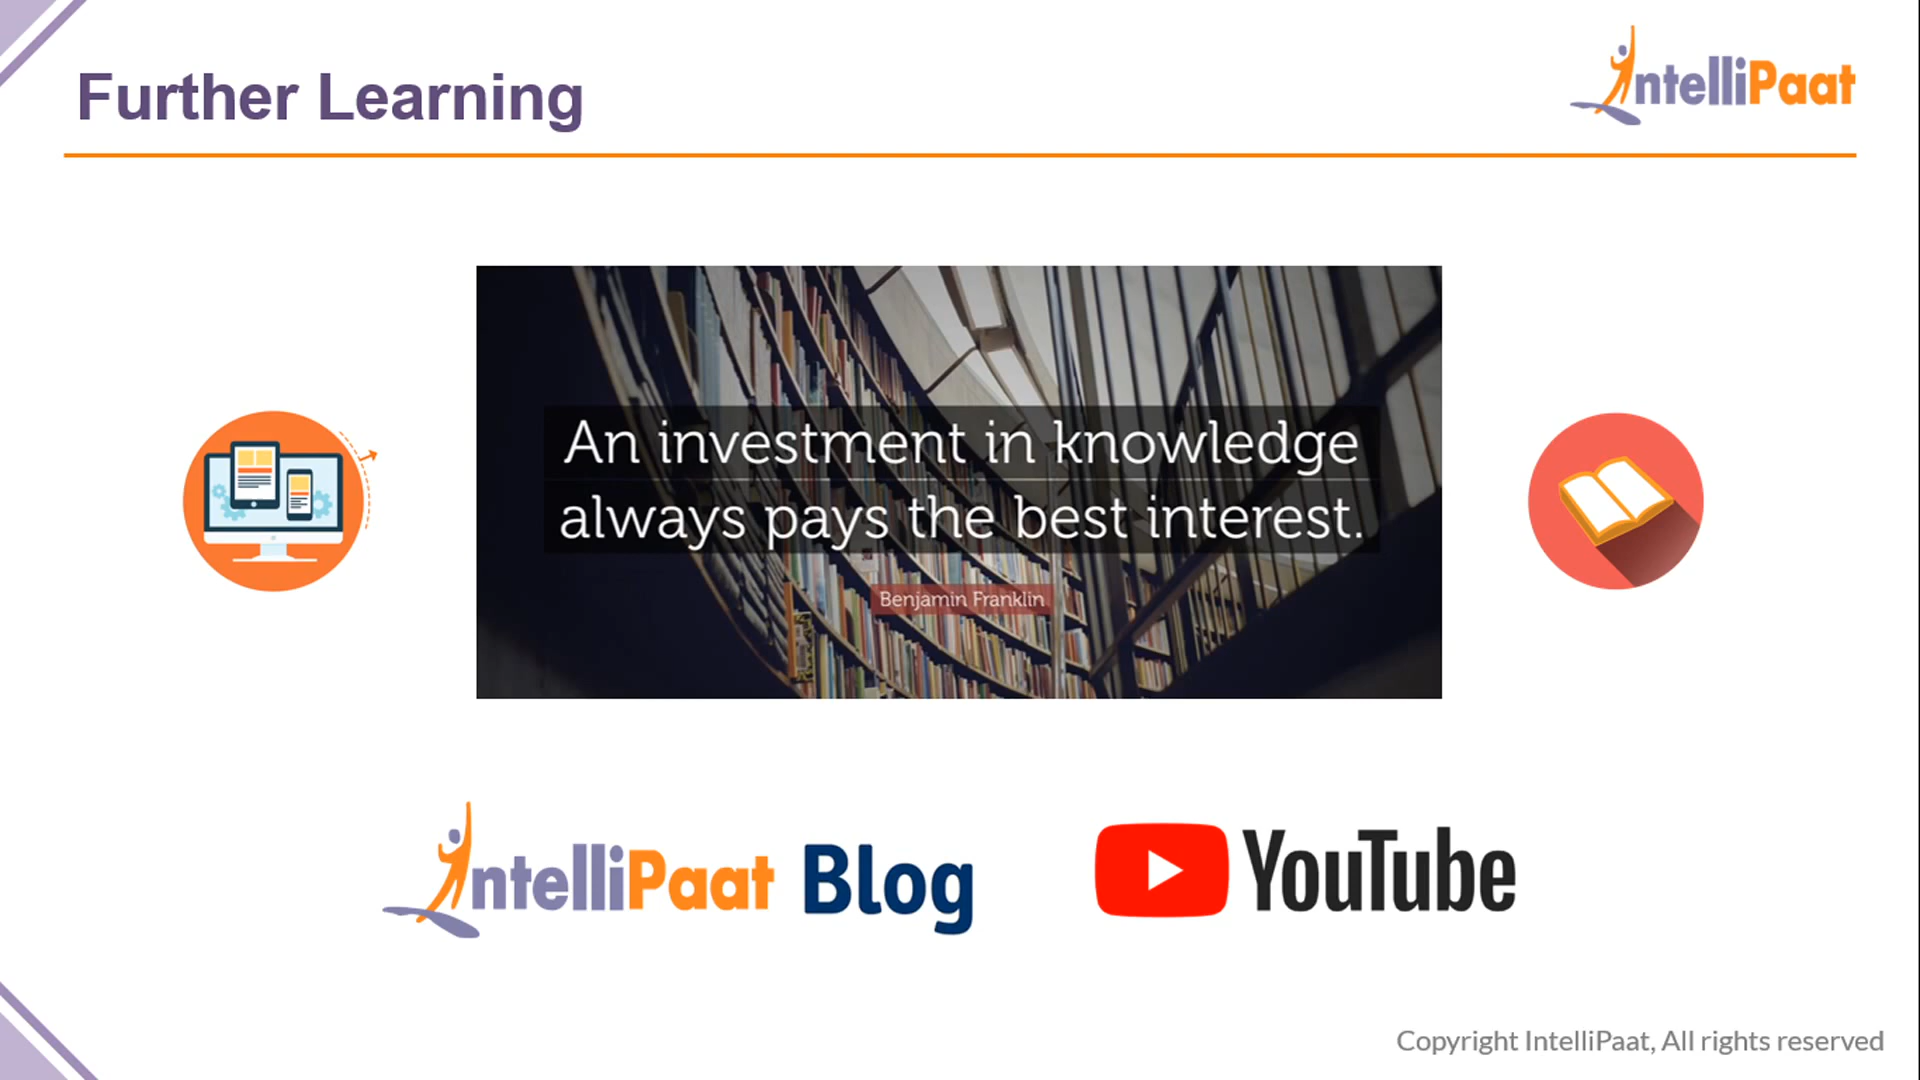 Further Learning
IntelliPaat
An investment in knowledge
always pays the best interest.
Benjamin Franklin
IntelliPaat Blog
YouTube
Copyright IntelliPaat, All rights reserved